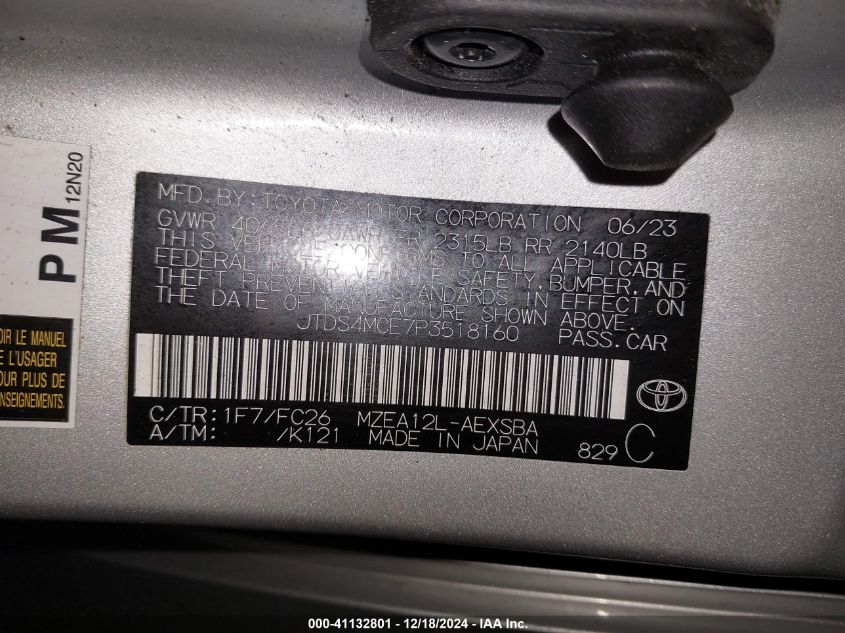 MFD. BY: TOYOTA MOTOR CORPORATION 06/23
GVWR FR 2315LB RR 2140LB
THIS VEHICLE CONFORMS TO ALL APPLICABLE
FEDERAL MOTOR VEHICLE SAFETY, BUMPER, AND
THEFT PREVENTION STANDARDS IN EFFECT ON
THE DATE OF MANUFACTURE SHOWN ABOVE.
JTDS4MCE7P3518160 PASS. CAR
C/TR: 1F7/FC26 MZEA12L-AEXSBA
A/TM: /K121 MADE IN JAPAN 829 C
PM 12N20
OIR LE MANUEL
E L'USAGER
OUR PLUS DE
NSEIGNEMENTS.
000-41132801 - 12/18/2024 - IAA Inc.